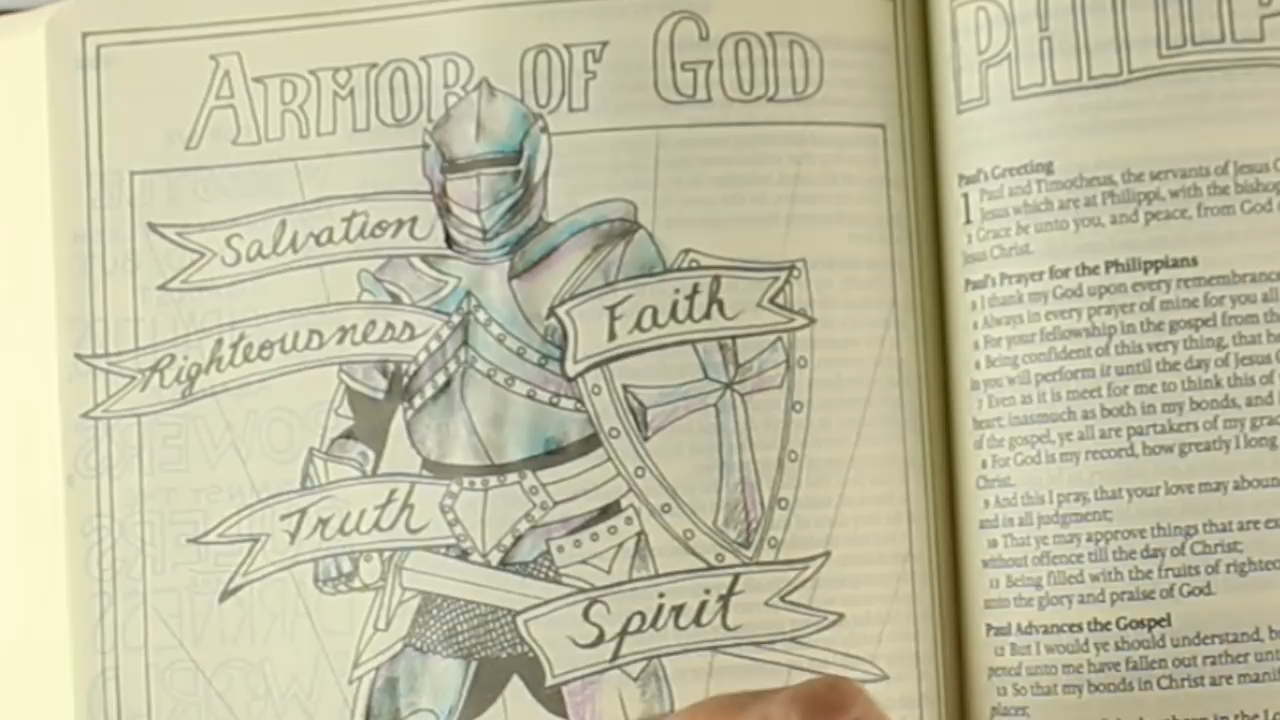 ARMOR OF GOD
Salvation
Righteousness
Faith
Truth
Spirit
PHILIPP
Paul's Greeting
1 Paul and Timotheus, the servants of Jesus
Jesus which are at Philippi, with the bishop
2 Grace be unto you, and peace, from God
Jesus Christ.
Paul's Prayer for the Philippians
3 I thank my God upon every remembranc
4 Always in every prayer of mine for you all
5 For your fellowship in the gospel from th
6 Being confident of this very thing, that h
in you will perform it until the day of Jesus
7 Even as it is meet for me to think this of
heart; inasmuch as both in my bonds, and
of the gospel, ye all are partakers of my gra
8 For God is my record, how greatly I long
Christ.
9 And this I pray, that your love may aboun
and in all judgment;
10 That ye may approve things that are ex
without offence till the day of Christ;
11 Being filled with the fruits of righteo
unto the glory and praise of God.
Paul Advances the Gospel
12 But I would ye should understand, b
pened unto me have fallen out rather unt
13 So that my bonds in Christ are manif
places;